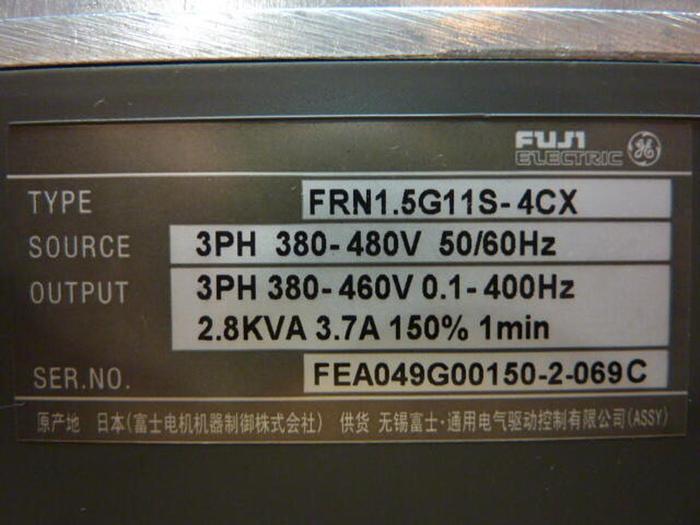 FUJI
ELECTRIC GE
TYPE FRN1.5G11S-4CX
SOURCE 3PH 380-480V 50/60Hz
OUTPUT 3PH 380-460V 0.1-400Hz
2.8KVA 3.7A 150% 1min
SER.NO. FEA049G00150-2-069C
原产地 日本(富士电机机器制御株式会社) 供货 无锡富士·通用电气驱动控制有限公司(ASSY)